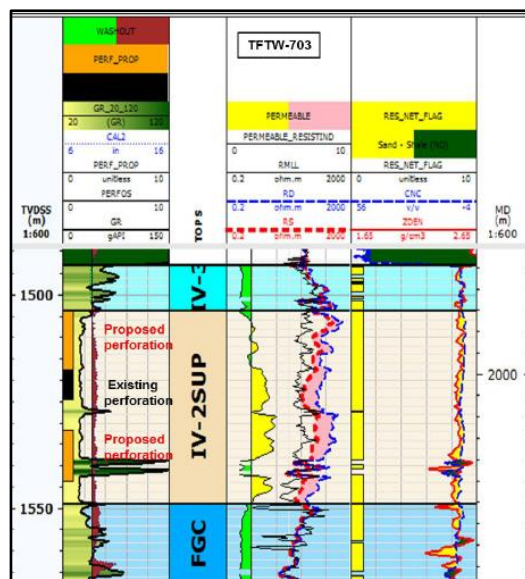 TFTW-703
WASHOUT
PERF_PROP
GR_20_120
20 (GR) 120
CAL2
6 in 16
PERF_PROP
0 unitless 10
PERFOS
0 10
GR
0 gAPI 150
TOPS
PERMEABLE
PERMEABLE_RESISTIND
0 10
RMLL
0.2 ohm.m 2000
RD
0.2 ohm.m 2000
RS
0.2 ohm.m 2000
RES_NET_FLAG
RES_NET_FLAG
0 unitless 10
CNC
56 v/v -4
ZDEN
1.65 g/cm3 2.65
TVDSS
(m)
1:600
MD
(m)
1:600
1500
IV-3
Proposed
perforation
2000
Existing
perforation
IV-2SUP
Proposed
perforation
1550
FGC